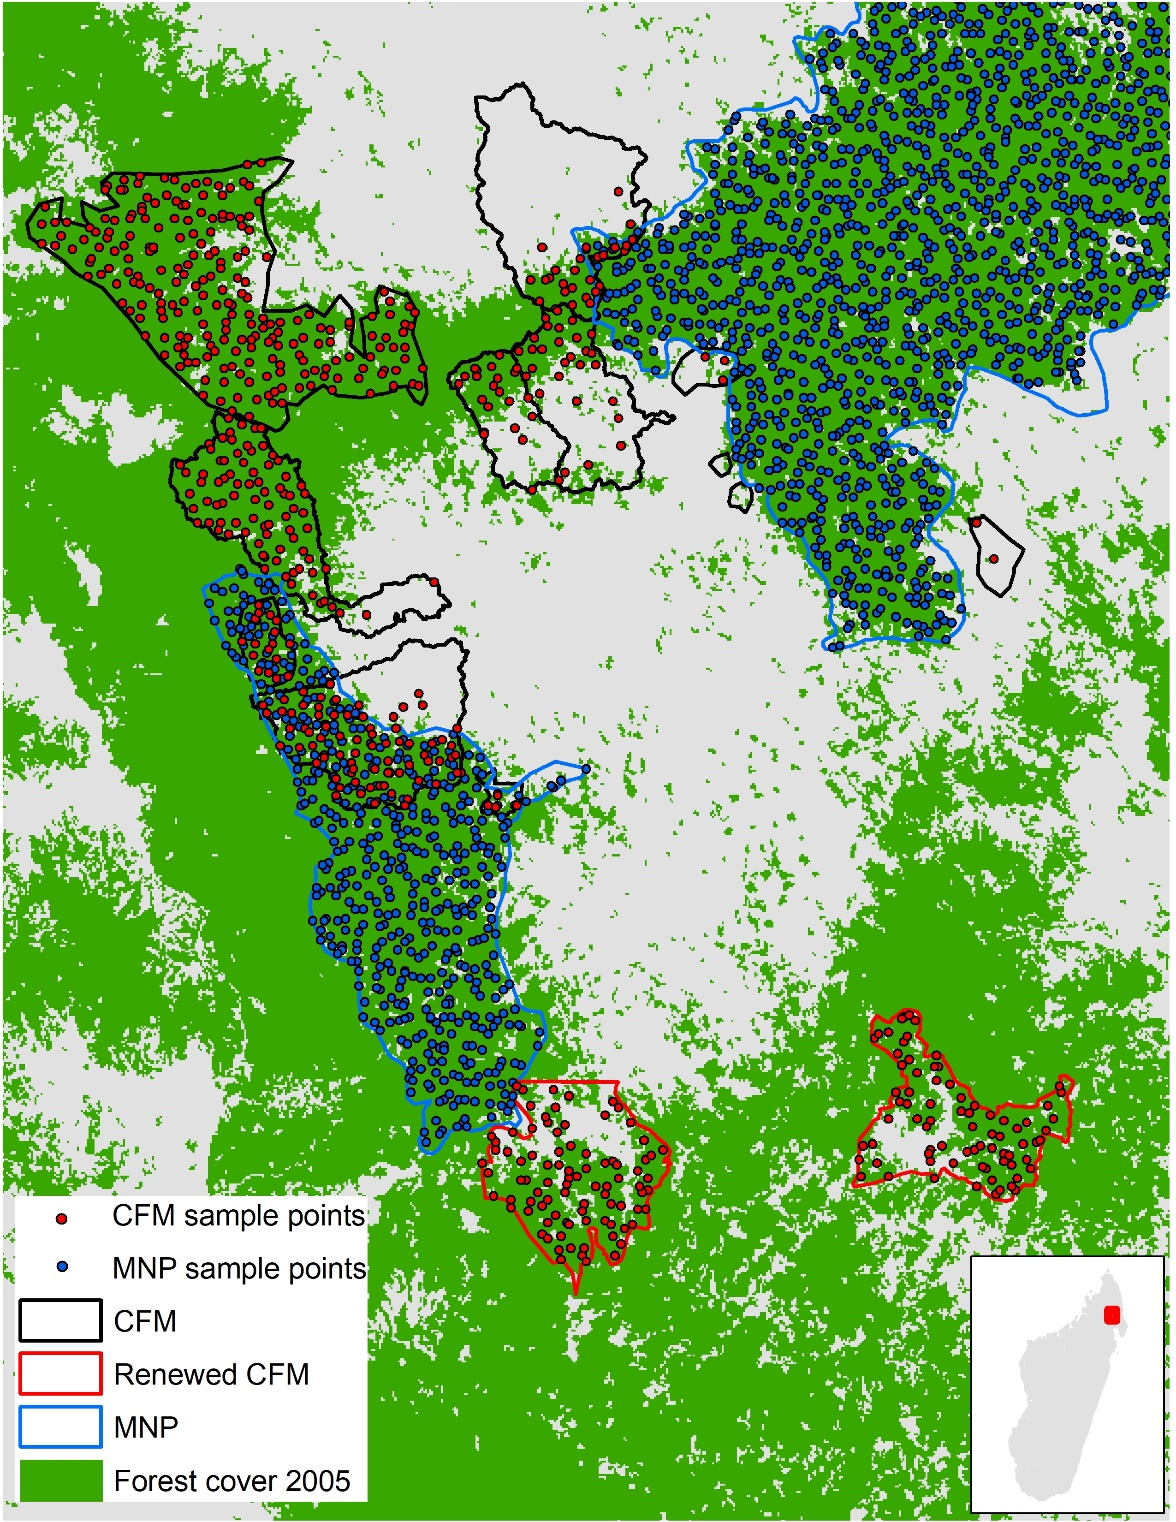 CFM sample points
MNP sample points
CFM
Renewed CFM
MNP
Forest cover 2005